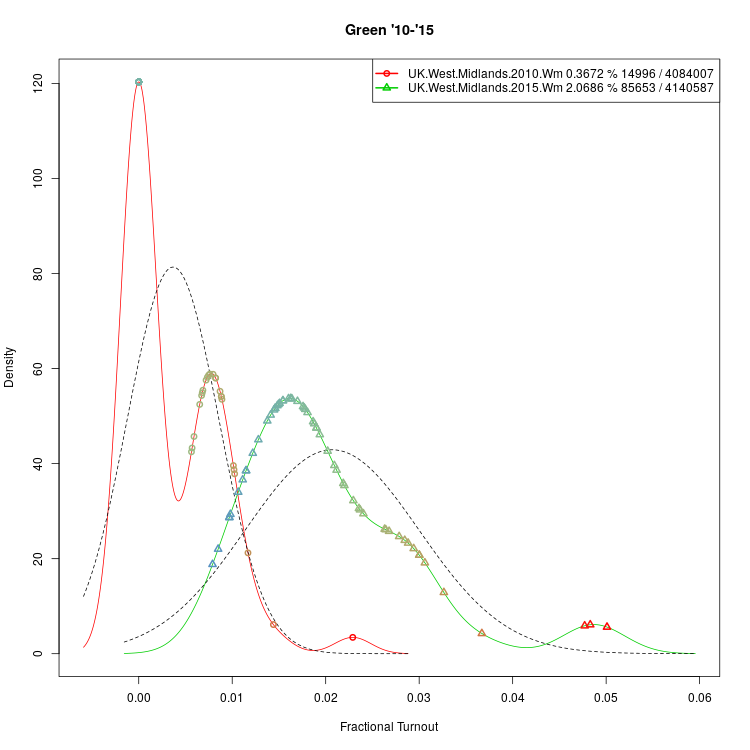 Green '10-'15
UK.West.Midlands.2010.Wm 0.3672 % 14996 / 4084007
UK.West.Midlands.2015.Wm 2.0686 % 85653 / 4140587
Density
120
100
80
60
40
20
0
0.00 0.01 0.02 0.03 0.04 0.05 0.06
Fractional Turnout